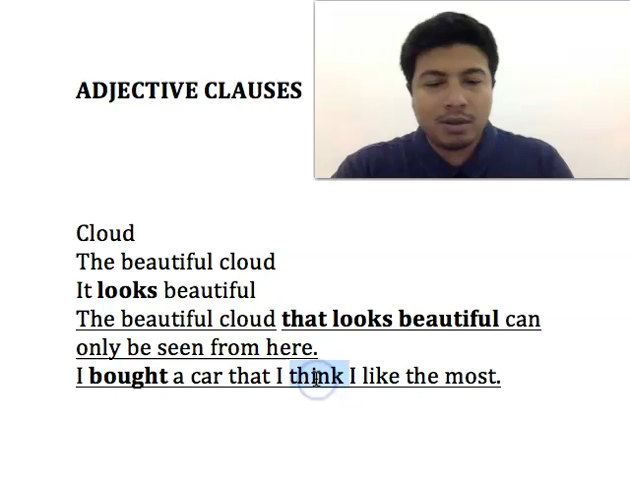 ADJECTIVE CLAUSES
Cloud
The beautiful cloud
It looks beautiful
The beautiful cloud that looks beautiful can
only be seen from here.
I bought a car that I think I like the most.